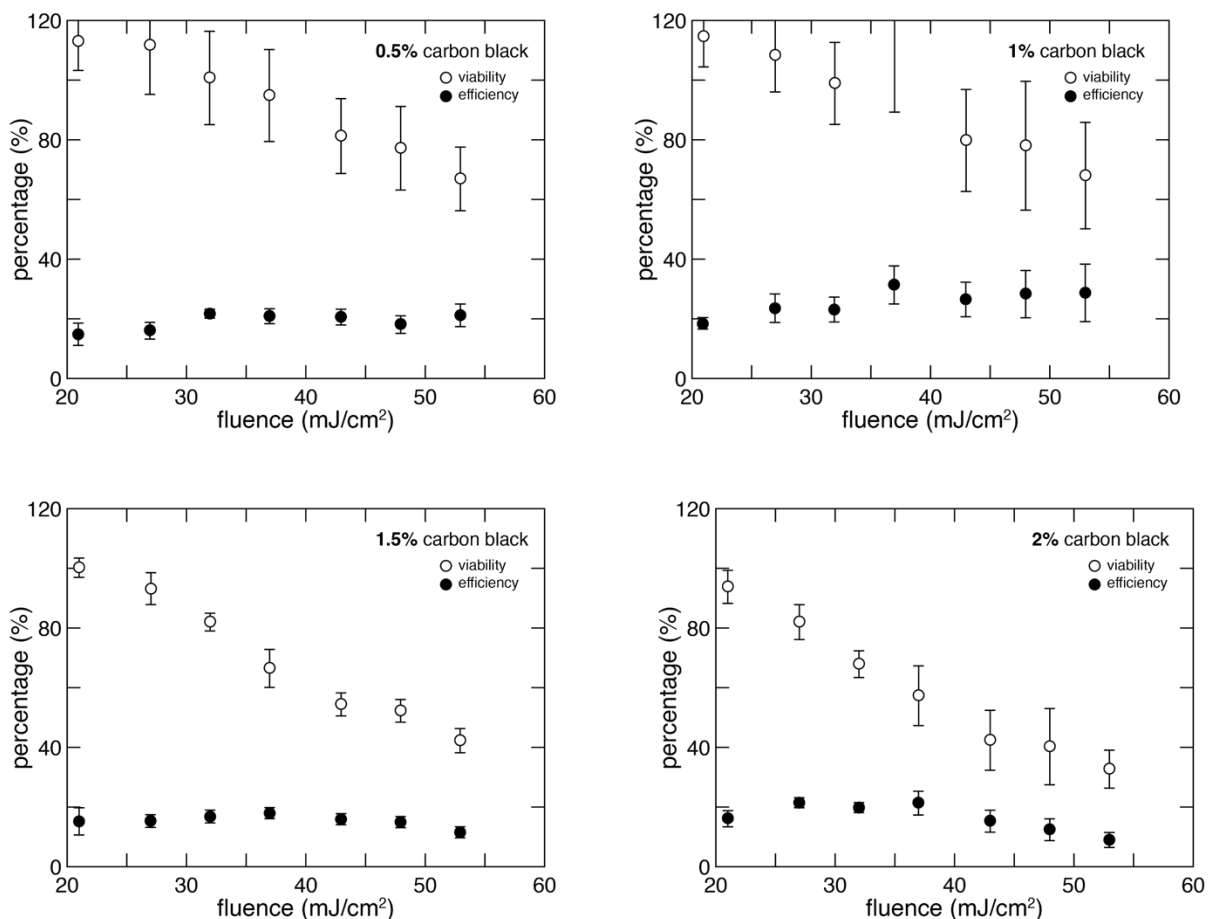 120
80
40
0
percentage (%)
0.5% carbon black
viability
efficiency
20 30 40 50 60
fluence (mJ/cm²)
120
80
40
0
percentage (%)
1% carbon black
viability
efficiency
20 30 40 50 60
fluence (mJ/cm²)
120
80
40
0
percentage (%)
1.5% carbon black
viability
efficiency
20 30 40 50 60
fluence (mJ/cm²)
120
80
40
0
percentage (%)
2% carbon black
viability
efficiency
20 30 40 50 60
fluence (mJ/cm²)